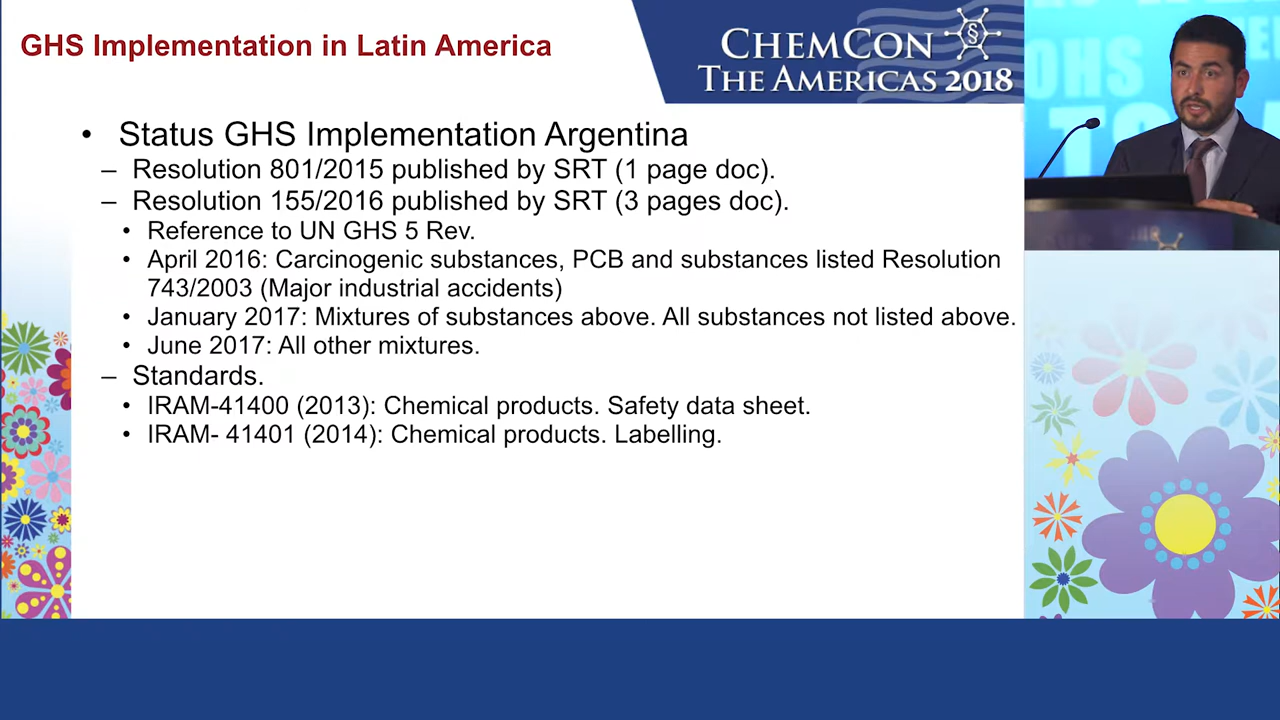 GHS Implementation in Latin America
CHEMCON §
THE AMERICAS 2018
• Status GHS Implementation Argentina
– Resolution 801/2015 published by SRT (1 page doc).
– Resolution 155/2016 published by SRT (3 pages doc).
• Reference to UN GHS 5 Rev.
• April 2016: Carcinogenic substances, PCB and substances listed Resolution
743/2003 (Major industrial accidents)
• January 2017: Mixtures of substances above. All substances not listed above.
• June 2017: All other mixtures.
– Standards.
• IRAM-41400 (2013): Chemical products. Safety data sheet.
• IRAM- 41401 (2014): Chemical products. Labelling.
OHS